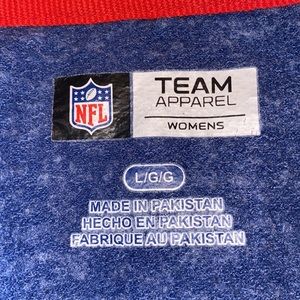 NFL
TEAM
APPAREL
WOMENS
L/G/G
MADE IN PAKISTAN
HECHO EN PAKISTAN
FABRIQUE AU PAKISTAN